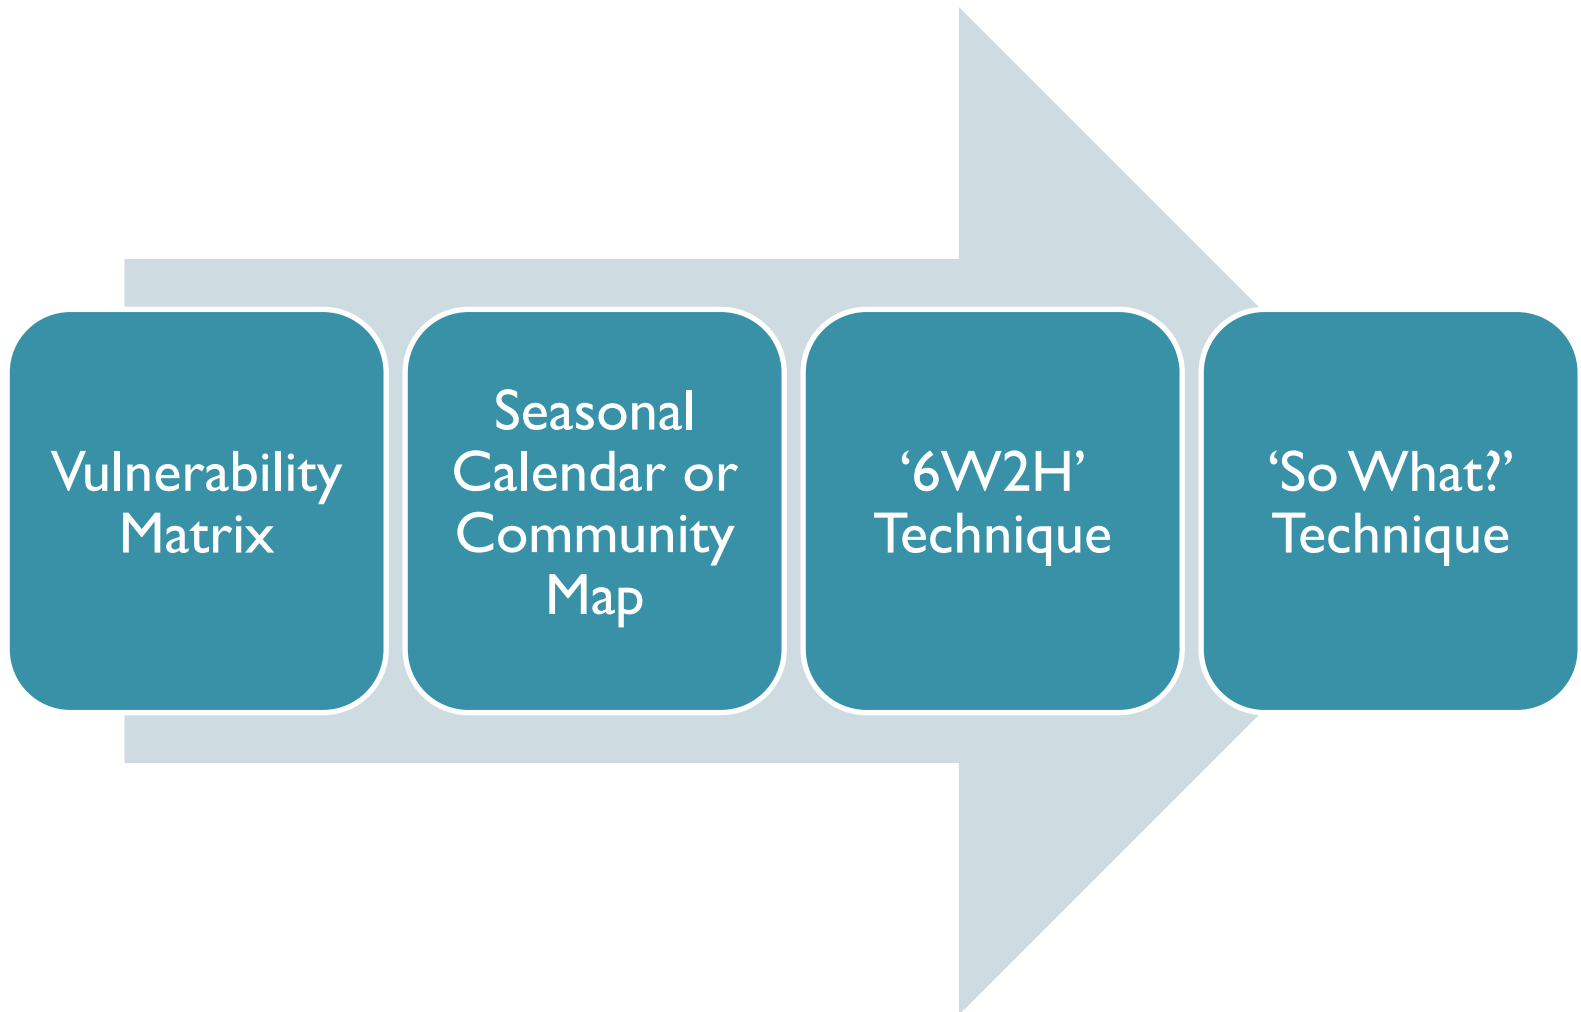 Vulnerability
Matrix
Seasonal
Calendar or
Community
Map
‘6W2H’
Technique
‘So What?’
Technique